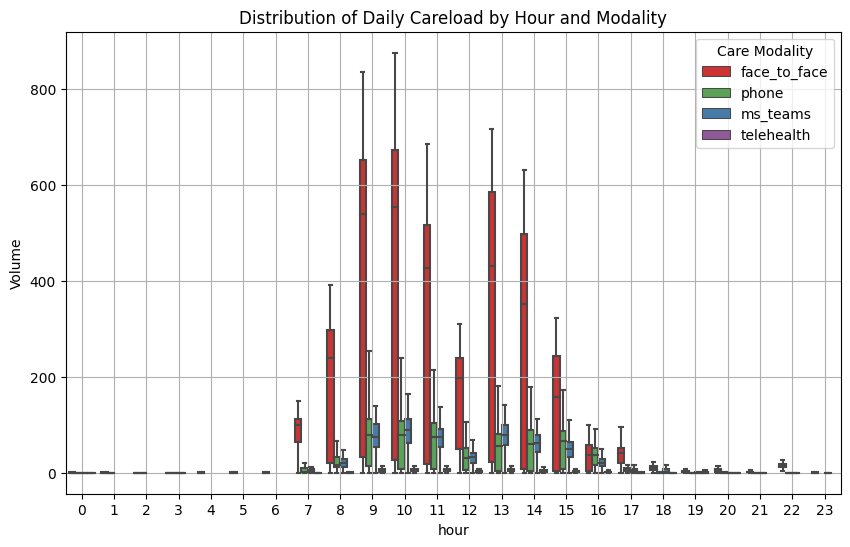 Distribution of Daily Careload by Hour and Modality
Care Modality
face_to_face
phone
ms_teams
telehealth
Volume
800
600
400
200
0
0 1 2 3 4 5 6 7 8 9 10 11 12 13 14 15 16 17 18 19 20 21 22 23
hour